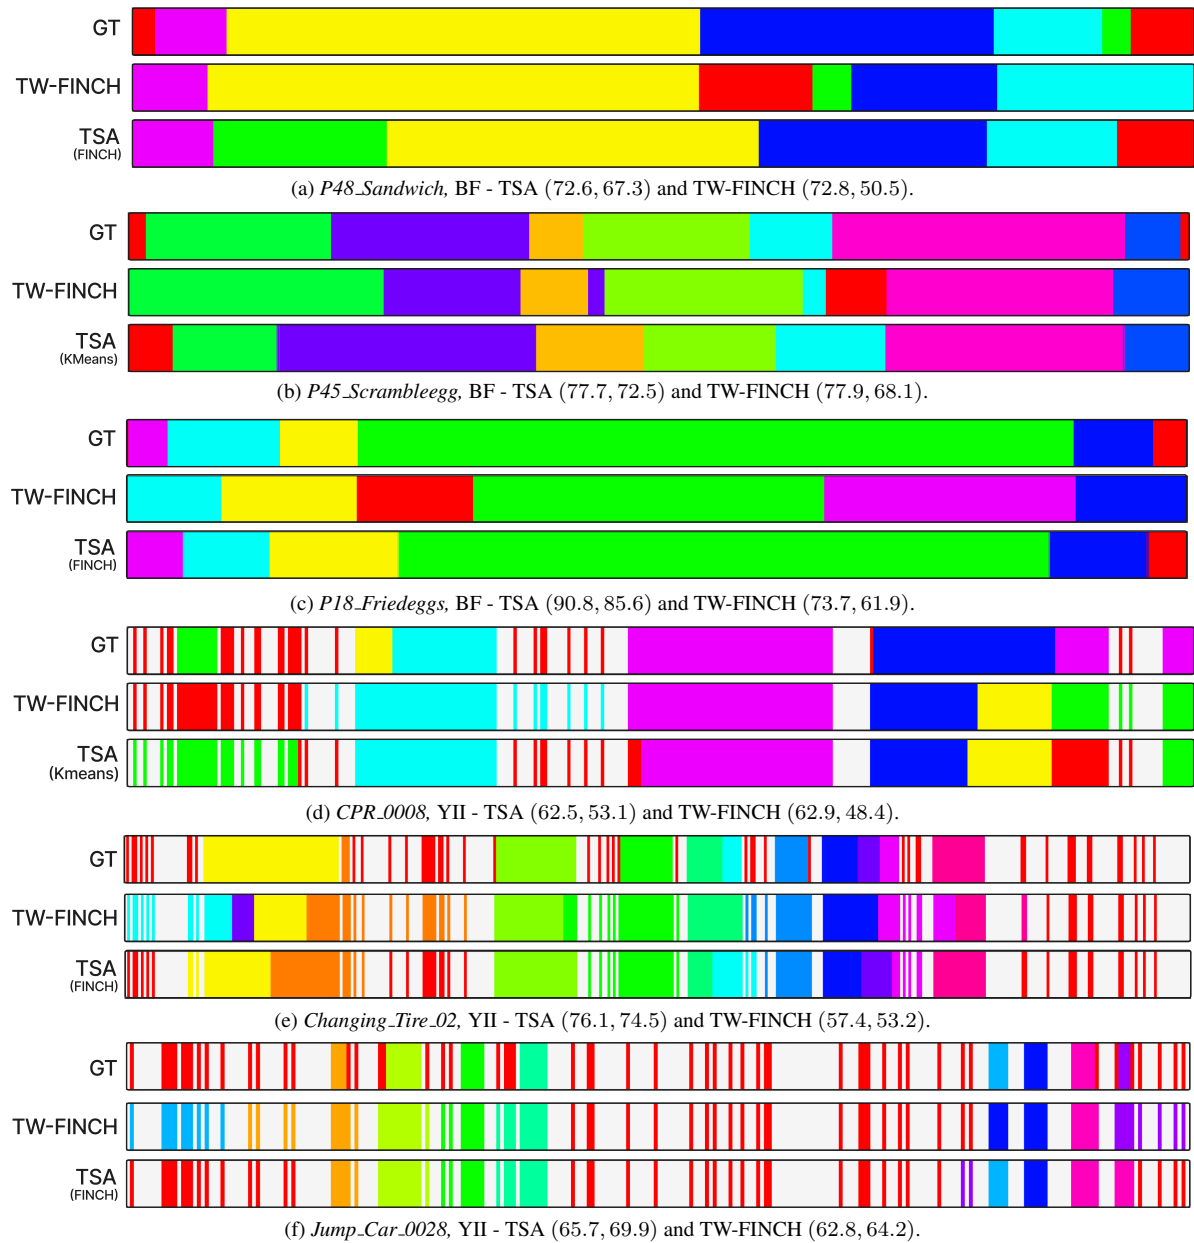 GT
TW-FINCH
TSA
(FINCH)
(a) P48_Sandwich, BF - TSA (72.6, 67.3) and TW-FINCH (72.8, 50.5).
GT
TW-FINCH
TSA
(KMeans)
(b) P45_Scrambleegg, BF - TSA (77.7, 72.5) and TW-FINCH (77.9, 68.1).
GT
TW-FINCH
TSA
(FINCH)
(c) P18_Friedeggs, BF - TSA (90.8, 85.6) and TW-FINCH (73.7, 61.9).
GT
TW-FINCH
TSA
(Kmeans)
(d) CPR_0008, YII - TSA (62.5, 53.1) and TW-FINCH (62.9, 48.4).
GT
TW-FINCH
TSA
(FINCH)
(e) Changing_Tire_02, YII - TSA (76.1, 74.5) and TW-FINCH (57.4, 53.2).
GT
TW-FINCH
TSA
(FINCH)
(f) Jump_Car_0028, YII - TSA (65.7, 69.9) and TW-FINCH (62.8, 64.2).